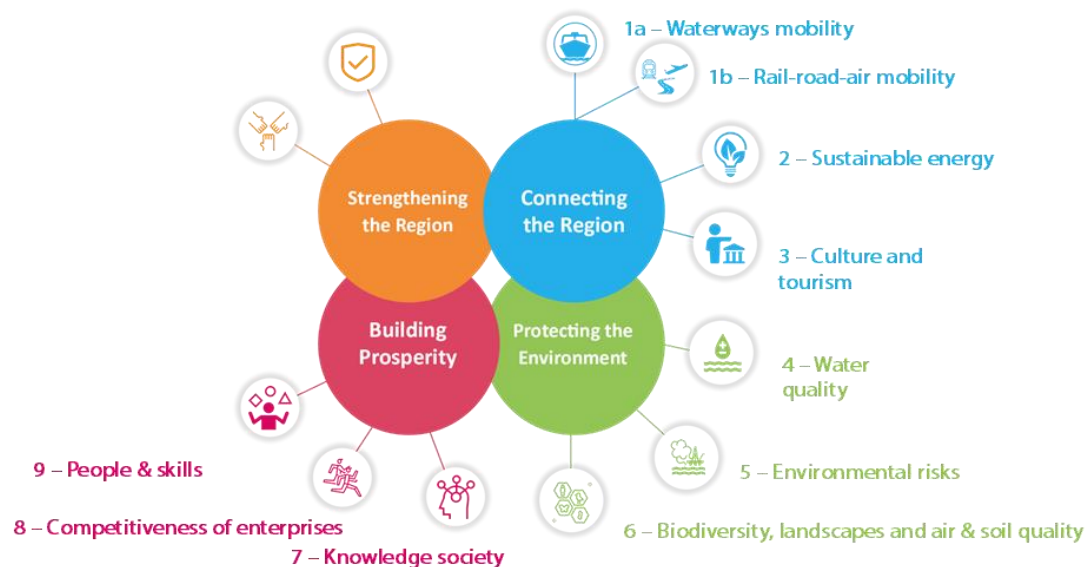 1a – Waterways mobility
1b – Rail-road-air mobility
2 – Sustainable energy
3 – Culture and
tourism
Strengthening
the Region
Connecting
the Region
Building
Prosperity
Protecting the
Environment
4 – Water
quality
5 – Environmental risks
6 – Biodiversity, landscapes and air & soil quality
9 – People & skills
8 – Competitiveness of enterprises
7 – Knowledge society